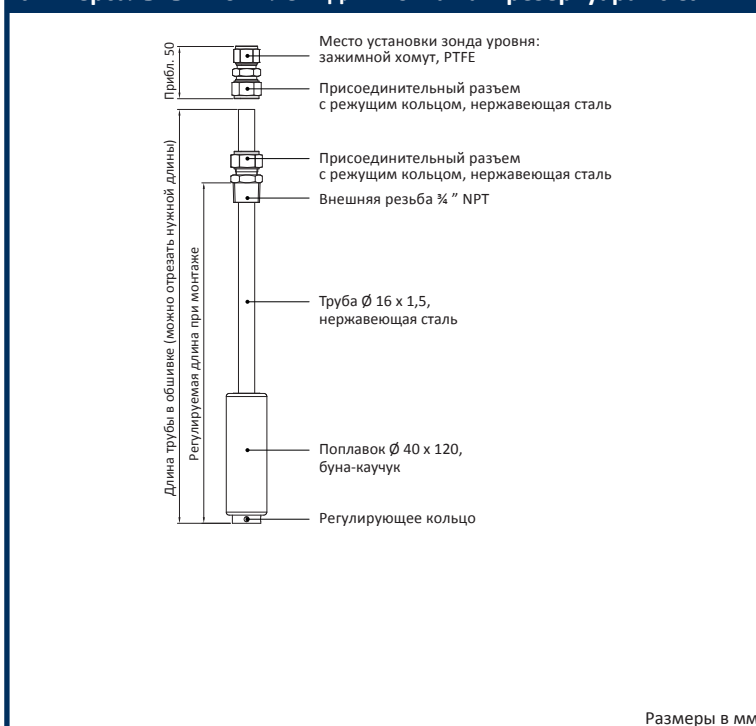 Прибл. 50
Место установки зонда уровня:
зажимной хомут, PTFE
Присоединительный разъем
с режущим кольцом, нержавеющая сталь
Присоединительный разъем
с режущим кольцом, нержавеющая сталь
Внешняя резьба ¾ ” NPT
Длина трубы в обшивке (можно отрезать нужной длины)
Регулируемая длина при монтаже
Труба Ø 16 x 1,5,
нержавеющая сталь
Поплавок Ø 40 x 120,
буна-каучук
Регулирующее кольцо
Размеры в мм